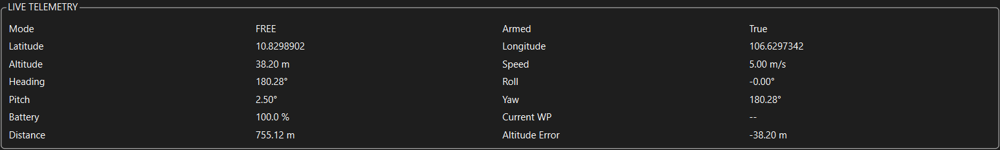 LIVE TELEMETRY
Mode FREE Armed True
Latitude 10.8298902 Longitude 106.6297342
Altitude 38.20 m Speed 5.00 m/s
Heading 180.28° Roll -0.00°
Pitch 2.50° Yaw 180.28°
Battery 100.0 % Current WP --
Distance 755.12 m Altitude Error -38.20 m